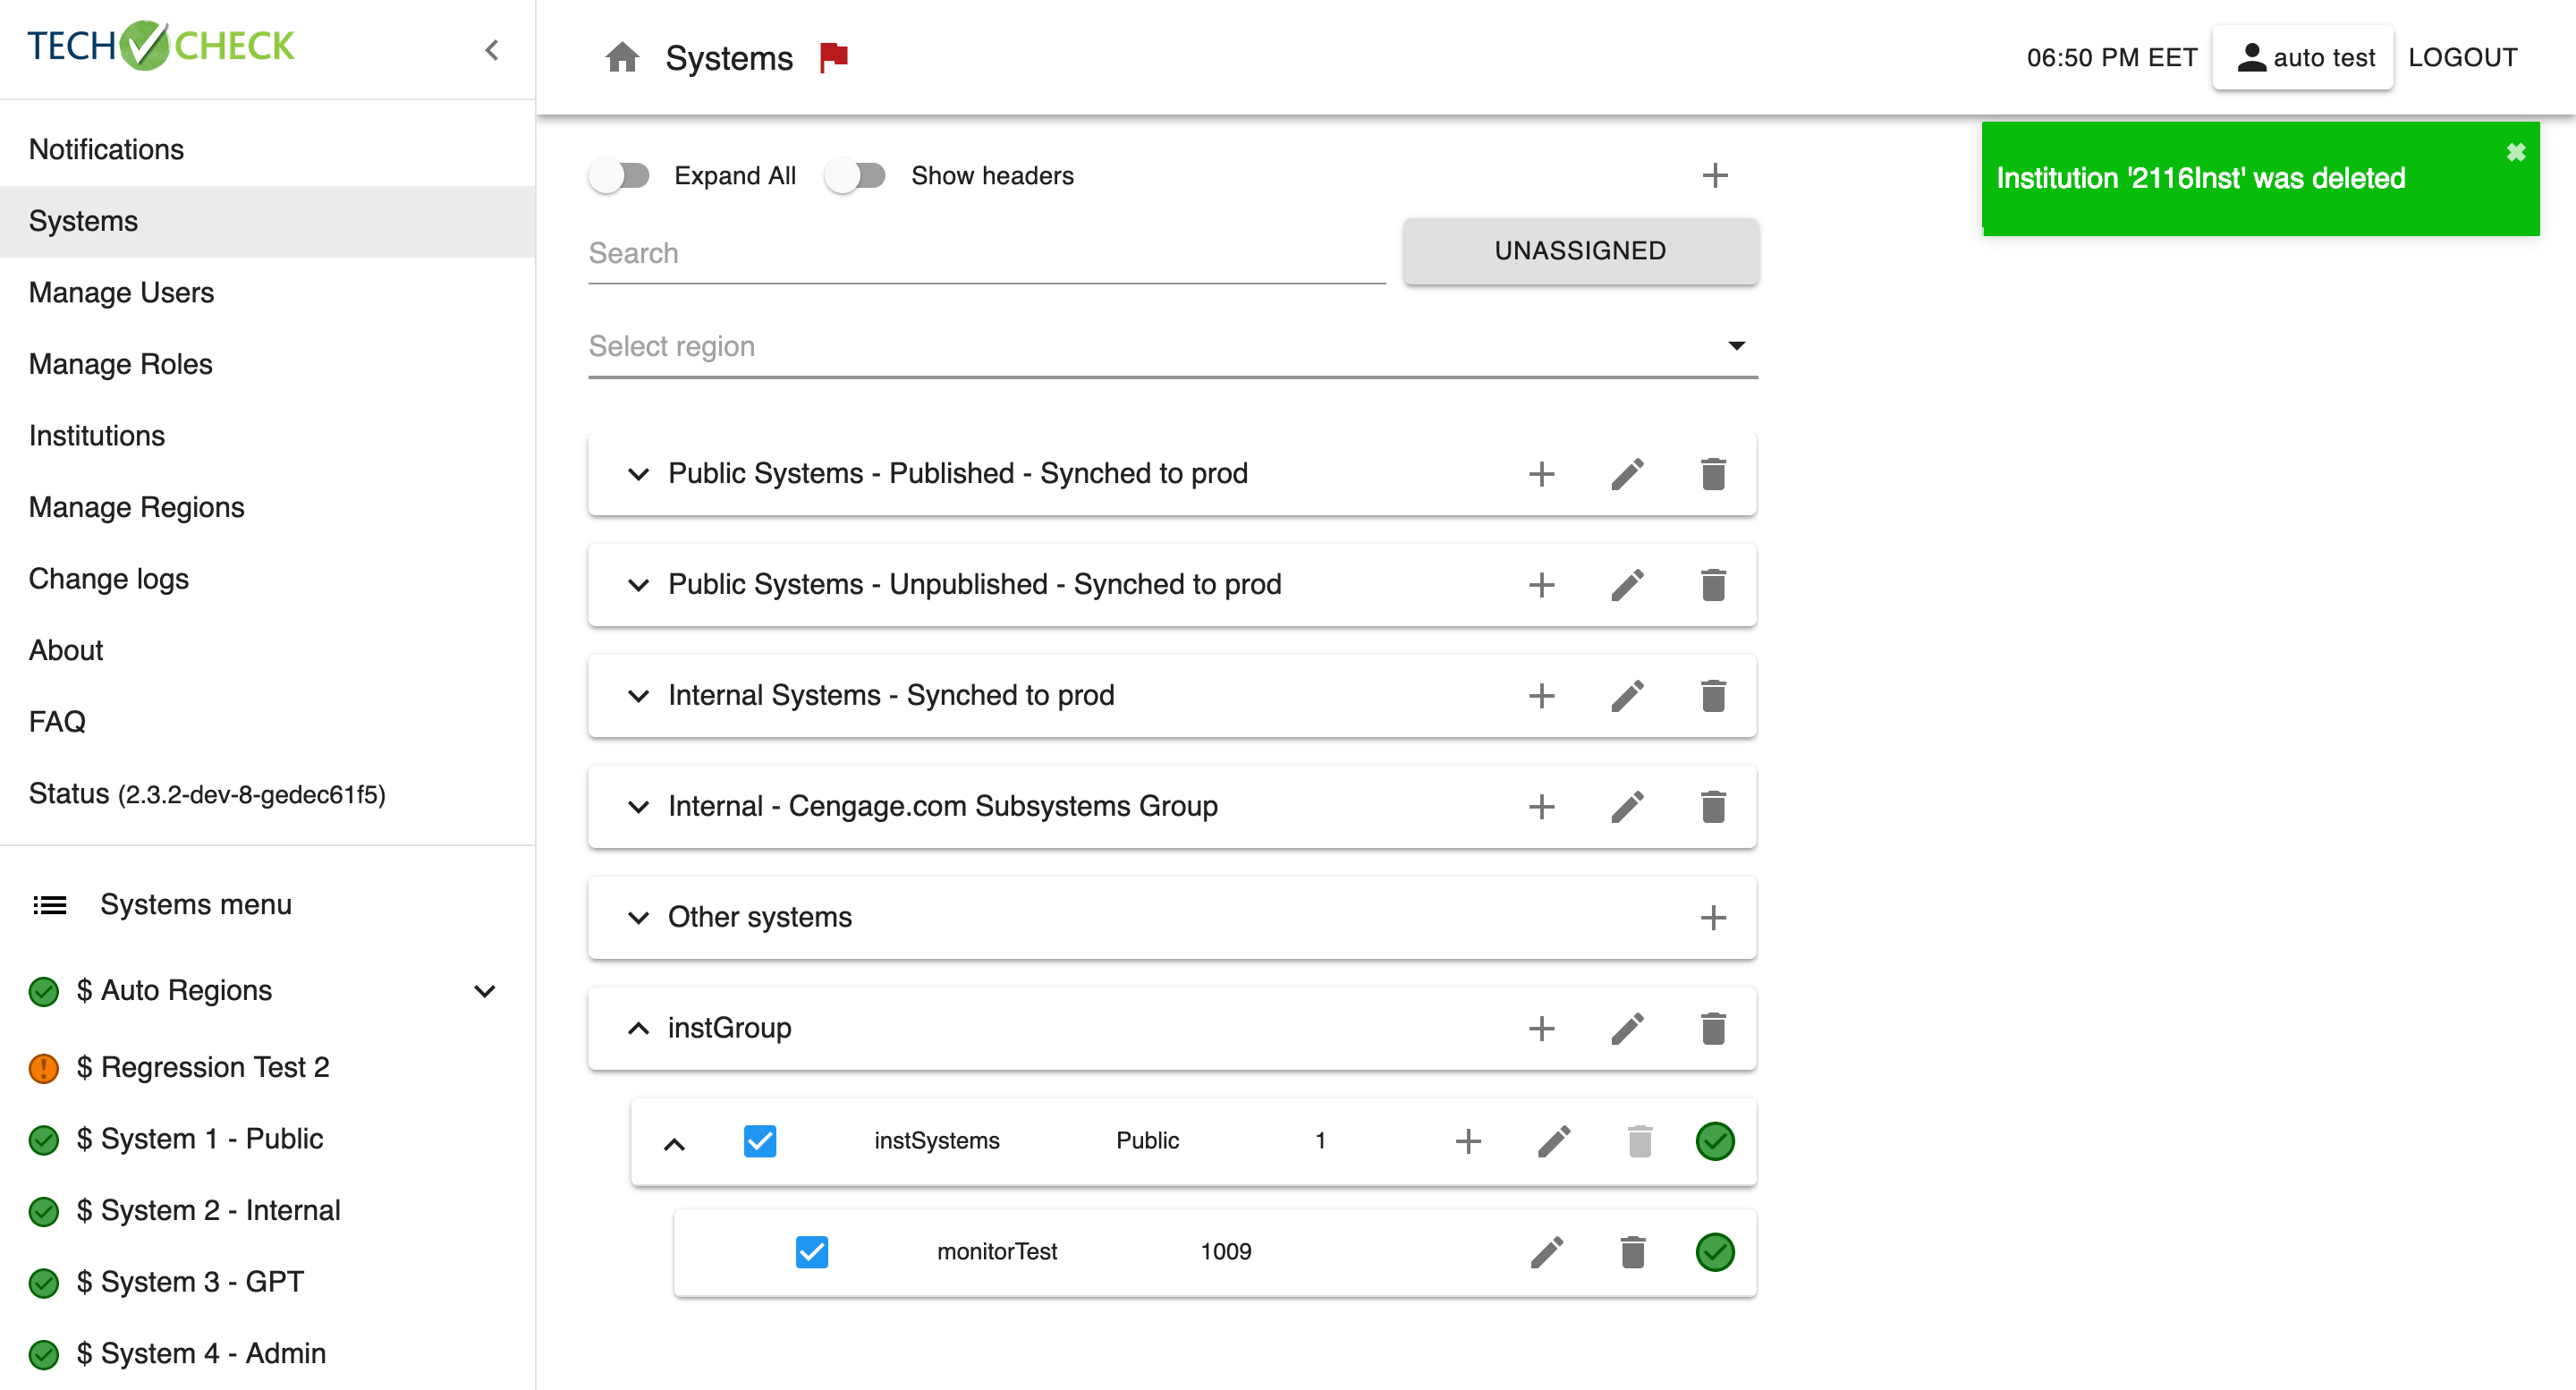 TECH CHECK
Notifications
Systems
Manage Users
Manage Roles
Institutions
Manage Regions
Change logs
About
FAQ
Status (2.3.2-dev-8-gedec61f5)
Systems menu
$ Auto Regions
$ Regression Test 2
$ System 1 - Public
$ System 2 - Internal
$ System 3 - GPT
$ System 4 - Admin
Systems
06:50 PM EET auto test LOGOUT
Institution '2116Inst' was deleted
Expand All Show headers
Search UNASSIGNED
Select region
Public Systems - Published - Synched to prod
Public Systems - Unpublished - Synched to prod
Internal Systems - Synched to prod
Internal - Cengage.com Subsystems Group
Other systems
instGroup
instSystems Public 1
monitorTest 1009